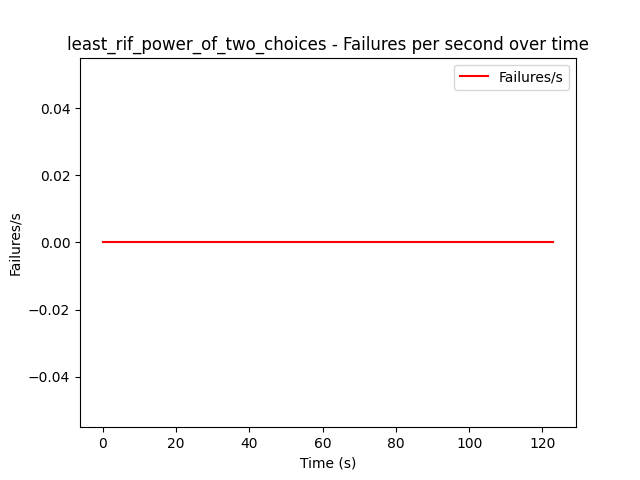 least_rif_power_of_two_choices - Failures per second over time
Failures/s
0.04
0.02
0.00
−0.02
−0.04
Failures/s
0 20 40 60 80 100 120
Time (s)